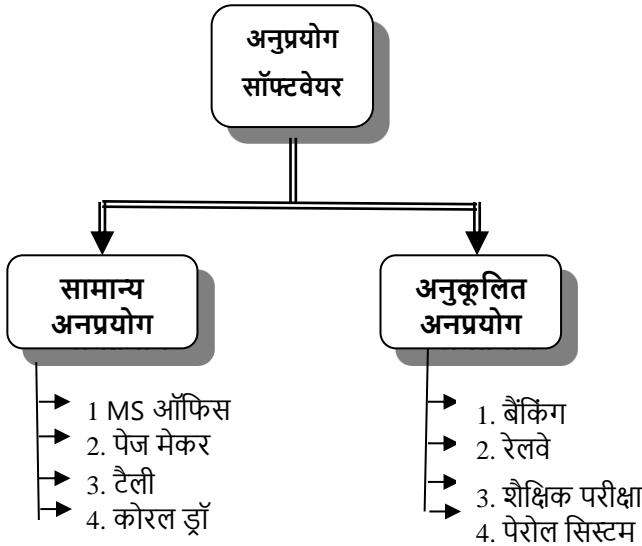 अनुप्रयोग
सॉफ्टवेयर
सामान्य
अनप्रयोग
1 MS ऑफिस
2. पेज मेकर
3. टैली
4. कोरल ड्रॉ
अनुकूलित
अनप्रयोग
1. बैंकिंग
2. रेलवे
3. शैक्षिक परीक्षा
4. पेरोल सिस्टम